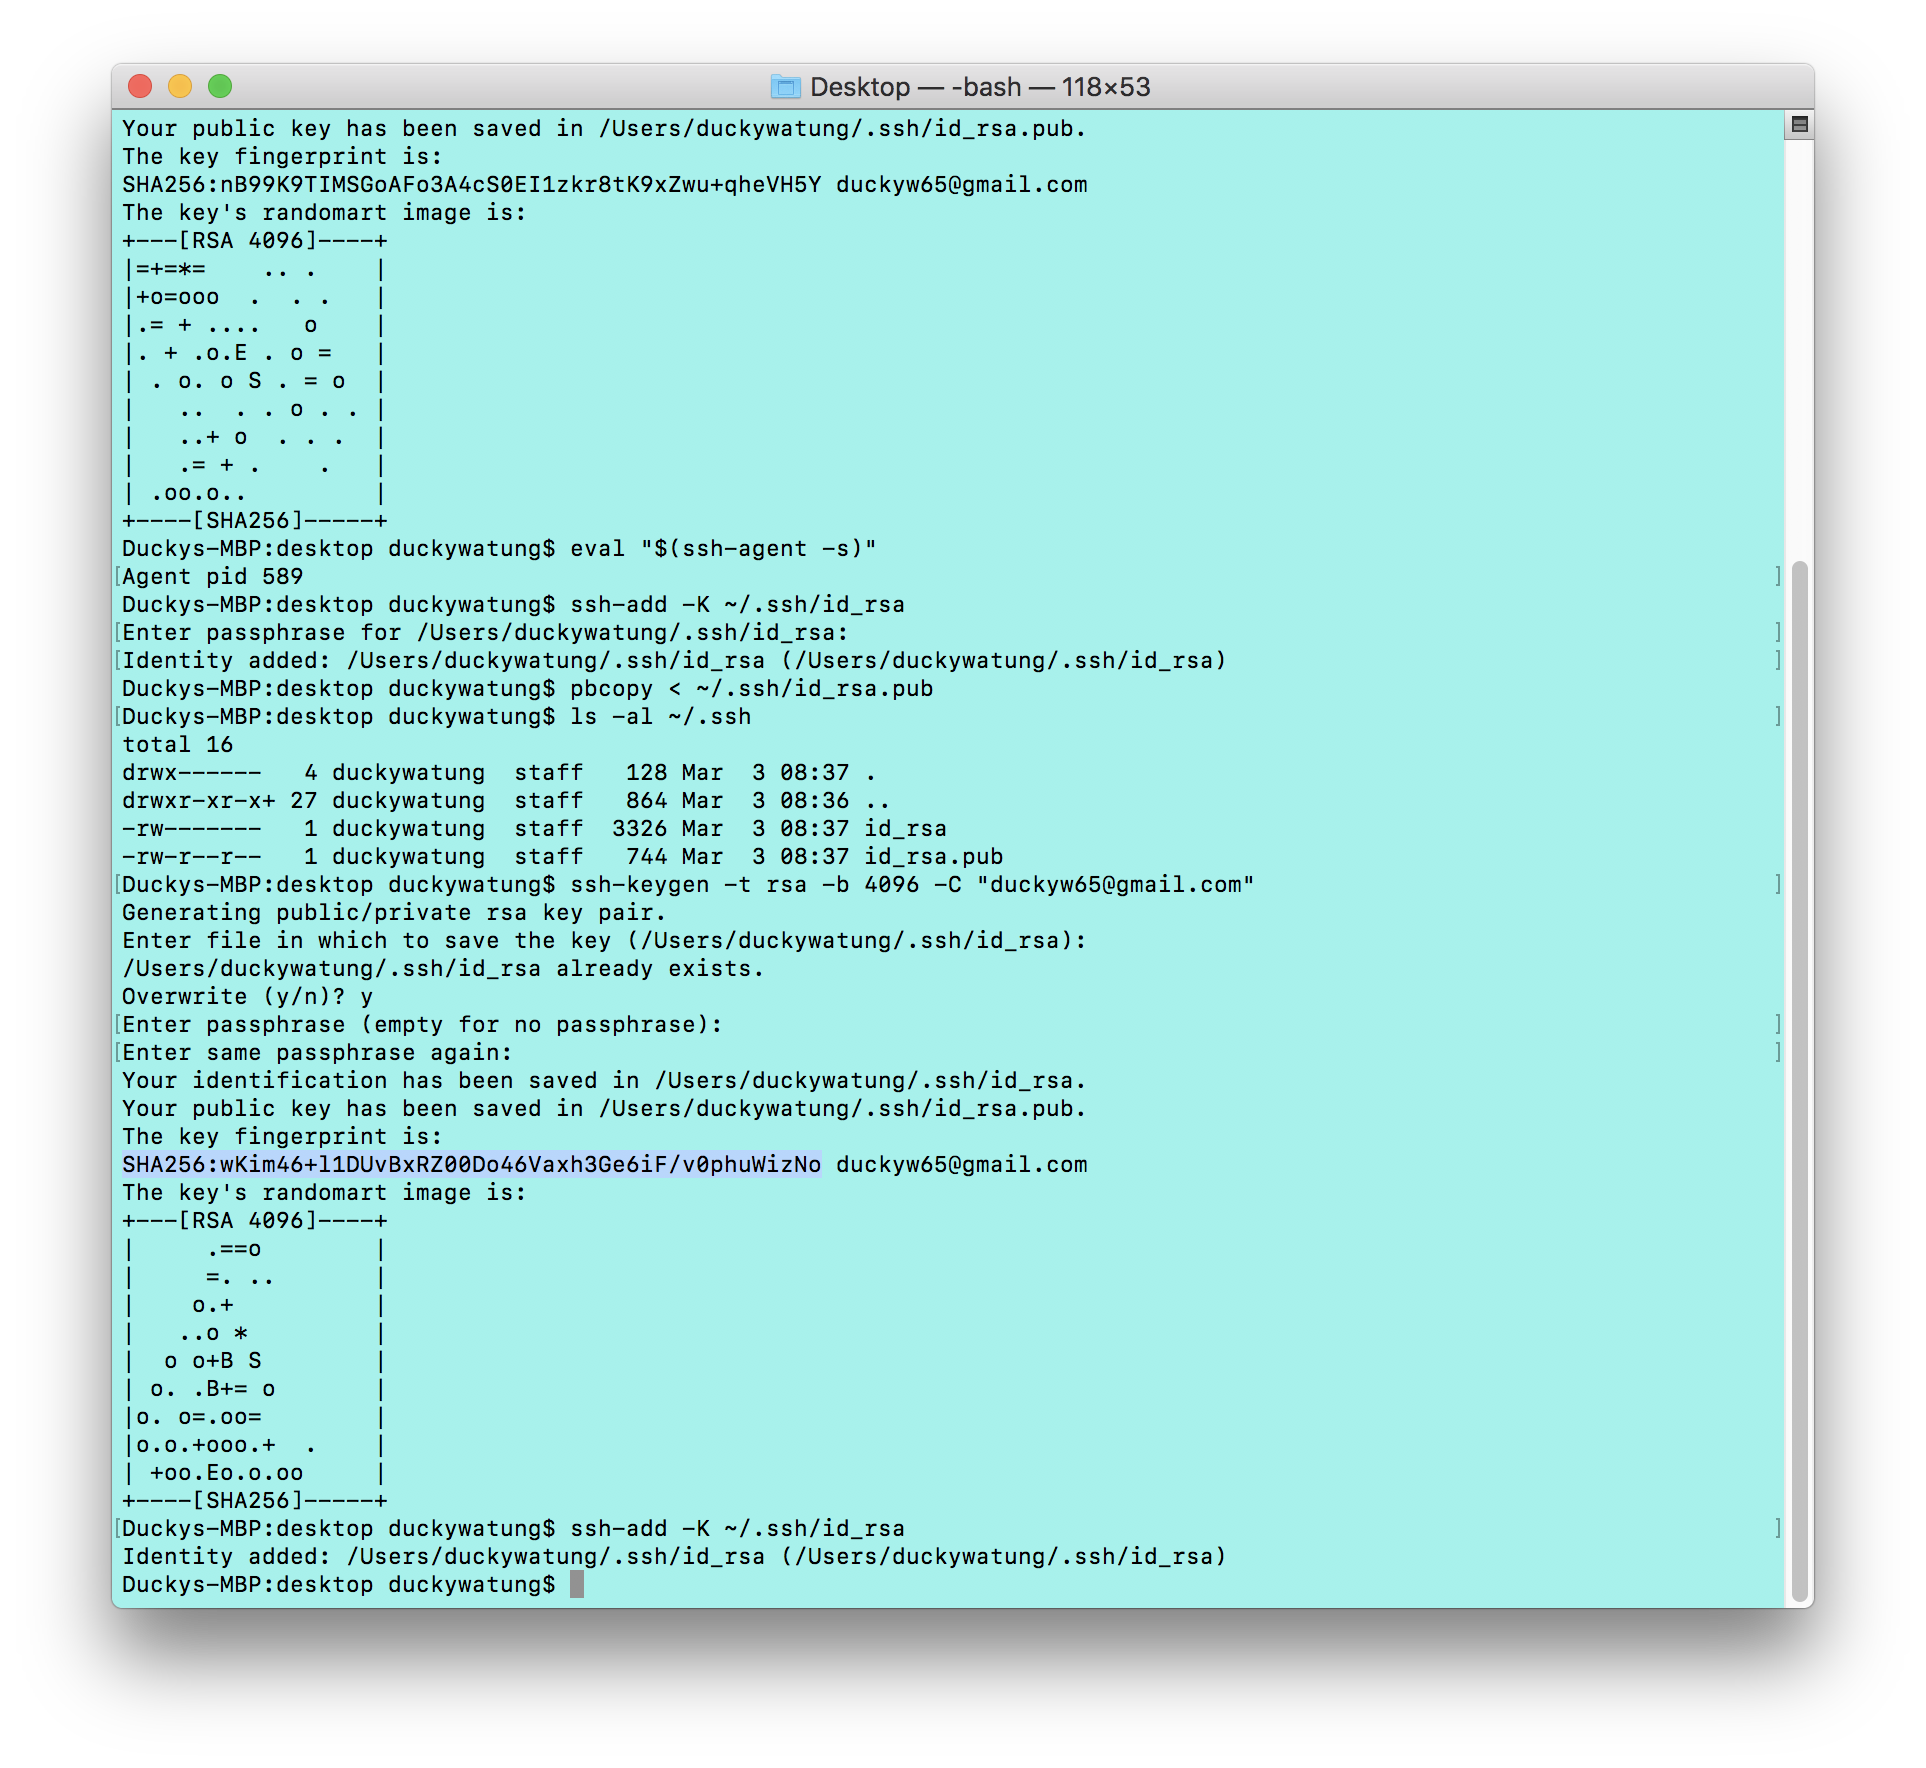 Desktop — -bash — 118×53
Your public key has been saved in /Users/duckywatung/.ssh/id_rsa.pub.
The key fingerprint is:
SHA256:nB99K9TIMSGoAFo3A4cS0EI1zkr8tK9xZwu+qheVH5Y duckyw65@gmail.com
The key's randomart image is:
+---[RSA 4096]----+
|=+=*=    .. .    |
|+o=ooo  .  . .   |
|.= + ....   o    |
|. + .o.E . o =   |
| . o. o S . = o  |
|   ..  . . o . . |
|   ..+ o  . . .  |
|   .= + .    .   |
| .oo.o..         |
+----[SHA256]-----+
Duckys-MBP:desktop duckywatung$ eval "$(ssh-agent -s)"
[Agent pid 589 ]
Duckys-MBP:desktop duckywatung$ ssh-add -K ~/.ssh/id_rsa
[Enter passphrase for /Users/duckywatung/.ssh/id_rsa: ]
[Identity added: /Users/duckywatung/.ssh/id_rsa (/Users/duckywatung/.ssh/id_rsa) ]
Duckys-MBP:desktop duckywatung$ pbcopy < ~/.ssh/id_rsa.pub
[Duckys-MBP:desktop duckywatung$ ls -al ~/.ssh ]
total 16
drwx------   4 duckywatung  staff   128 Mar  3 08:37 .
drwxr-xr-x+ 27 duckywatung  staff   864 Mar  3 08:36 ..
-rw-------   1 duckywatung  staff  3326 Mar  3 08:37 id_rsa
-rw-r--r--   1 duckywatung  staff   744 Mar  3 08:37 id_rsa.pub
[Duckys-MBP:desktop duckywatung$ ssh-keygen -t rsa -b 4096 -C "duckyw65@gmail.com" ]
Generating public/private rsa key pair.
Enter file in which to save the key (/Users/duckywatung/.ssh/id_rsa):
/Users/duckywatung/.ssh/id_rsa already exists.
Overwrite (y/n)? y
[Enter passphrase (empty for no passphrase): ]
[Enter same passphrase again: ]
Your identification has been saved in /Users/duckywatung/.ssh/id_rsa.
Your public key has been saved in /Users/duckywatung/.ssh/id_rsa.pub.
The key fingerprint is:
SHA256:wKim46+l1DUvBxRZ00Do46Vaxh3Ge6iF/v0phuWizNo duckyw65@gmail.com
The key's randomart image is:
+---[RSA 4096]----+
|     .==o        |
|     =. ..       |
|    o.+          |
|   ..o *         |
|  o o+B S        |
| o. .B+= o       |
|o. o=.oo=        |
|o.o.+ooo.+  .    |
| +oo.Eo.o.oo     |
+----[SHA256]-----+
[Duckys-MBP:desktop duckywatung$ ssh-add -K ~/.ssh/id_rsa ]
Identity added: /Users/duckywatung/.ssh/id_rsa (/Users/duckywatung/.ssh/id_rsa)
Duckys-MBP:desktop duckywatung$